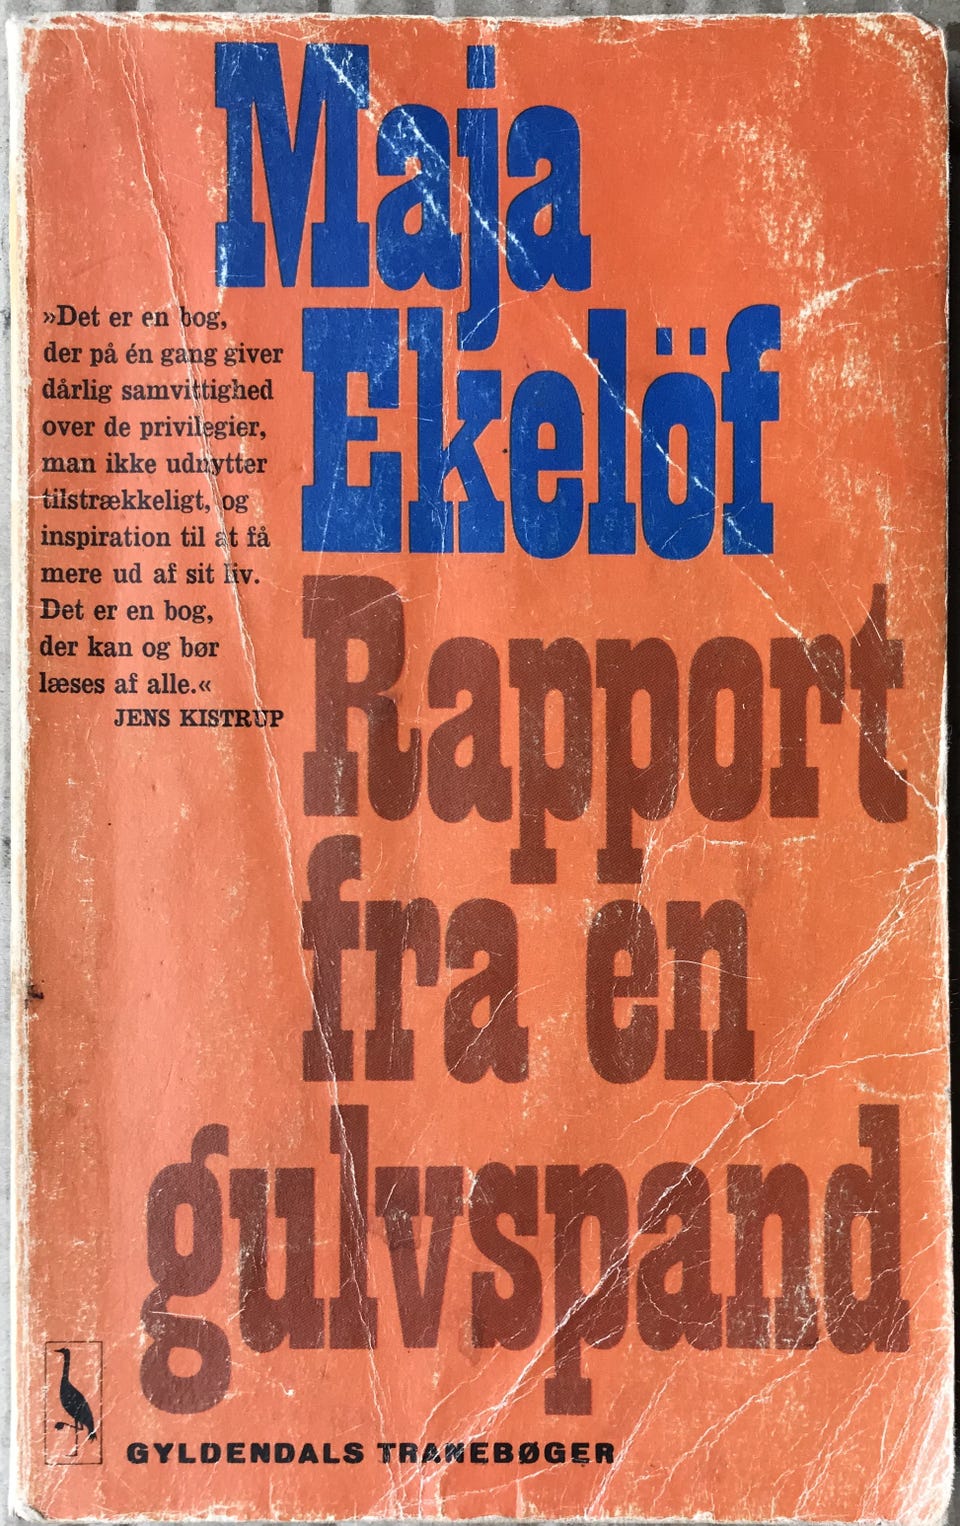 Maja
Ekelöf
»Det er en bog,
der på én gang giver
dårlig samvittighed
over de privilegier,
man ikke udnytter
tilstrækkeligt, og
inspiration til at få
mere ud af sit liv.
Det er en bog,
der kan og bør
læses af alle.«
JENS KISTRUP
Rapport
fra en
gulvspand
GYLDENDALS TRANEBØGER